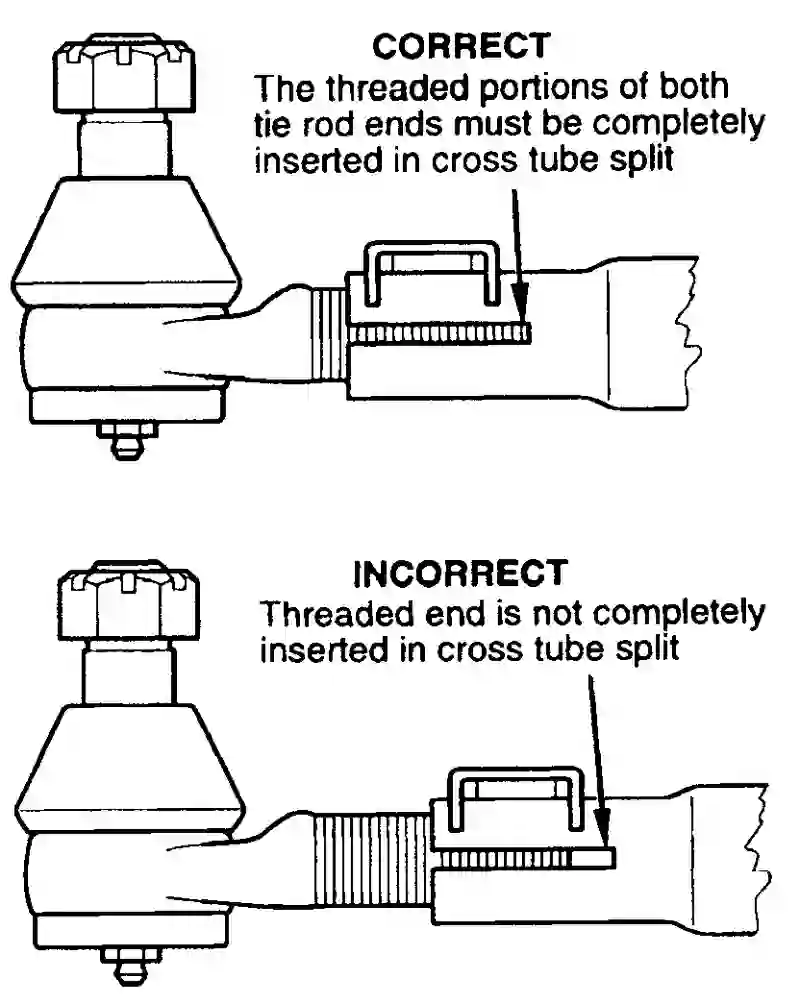 CORRECT
The threaded portions of both
tie rod ends must be completely
inserted in cross tube split
INCORRECT
Threaded end is not completely
inserted in cross tube split